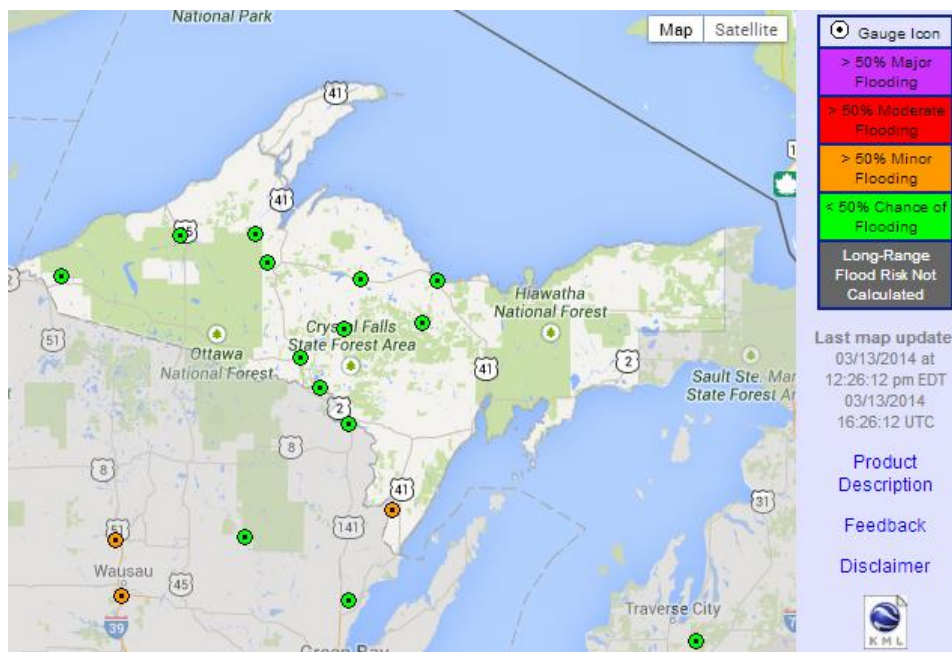 National Park
Map
Satellite
41
41
2
51
Ottawa
National Forest
Crystal Falls
State Forest Area
Hiawatha
National Forest
41
2
Sault Ste. Mar
State Forest Ar
2
8
8
41
31
51
141
Wausau
45
39
Traverse City
Green Bay
Gauge Icon
> 50% Major
Flooding
> 50% Moderate
Flooding
> 50% Minor
Flooding
< 50% Chance of
Flooding
Long-Range
Flood Risk Not
Calculated
Last map update
03/13/2014 at
12:26:12 pm EDT
03/13/2014
16:26:12 UTC
Product
Description
Feedback
Disclaimer
KML